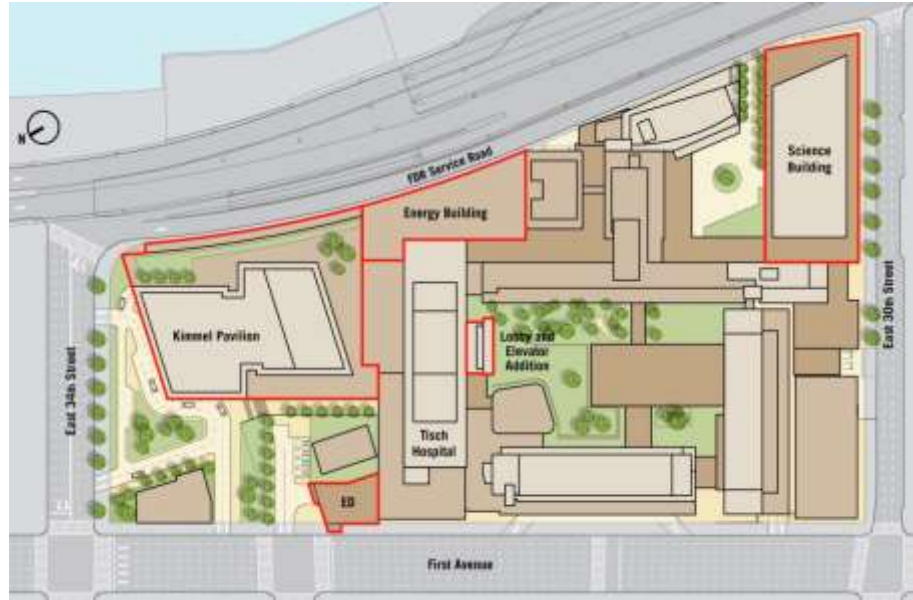 N
FDR Service Road
Science
Building
Energy Building
Kimmel Pavilion
Lobby and
Elevator
Addition
East 34th Street
East 30th Street
Tisch
Hospital
ED
First Avenue